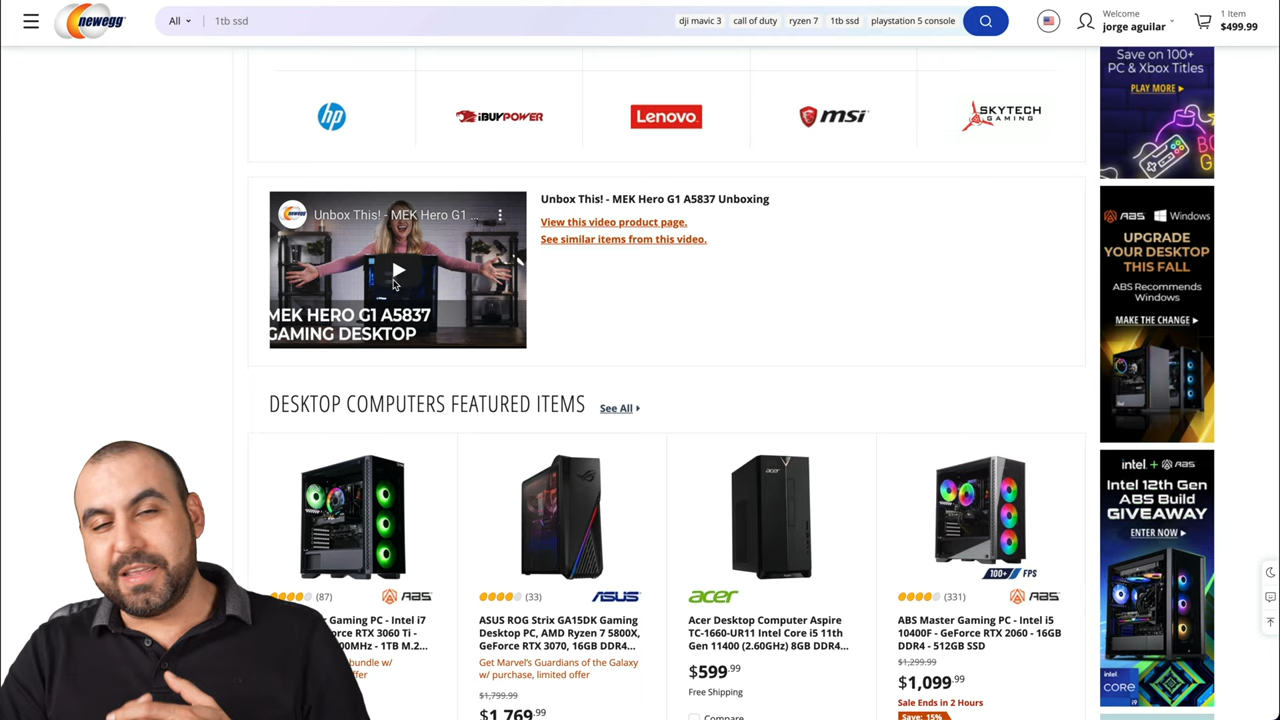 newegg
All
1tb ssd
dji mavic 3
call of duty
ryzen 7
1tb ssd
playstation 5 console
Welcome
jorge aguilar
1 Item
$499.99
hp
iBUYPOWER
Lenovo
msi
SKYTECH
GAMING
Save on 100+
PC & Xbox Titles
PLAY MORE
Unbox This! - MEK Hero G1 ...
MEK HERO G1 A5837
GAMING DESKTOP
Unbox This! - MEK Hero G1 A5837 Unboxing
View this video product page.
See similar items from this video.
ABS Windows
UPGRADE
YOUR DESKTOP
THIS FALL
ABS Recommends
Windows
MAKE THE CHANGE
DESKTOP COMPUTERS FEATURED ITEMS
See All
intel + ABS
Intel 12th Gen
ABS Build
GIVEAWAY
ENTER NOW
intel
CORE
i9
(87)
ABS
Gaming PC - Intel i7
RTX 3060 Ti -
1TB M.2...
bundle w/
(33)
ASUS
ASUS ROG Strix GA15DK Gaming
Desktop PC, AMD Ryzen 7 5800X,
GeForce RTX 3070, 16GB DDR4...
Get Marvel's Guardians of the Galaxy
w/ purchase, limited offer
$1,799.99
$1,769.99
acer
acer
Acer Desktop Computer Aspire
TC-1660-UR11 Intel Core i5 11th
Gen 11400 (2.60GHz) 8GB DDR4...
$599.99
Free Shipping
Compare
100+ FPS
(331)
ABS
ABS Master Gaming PC - Intel i5
10400F - GeForce RTX 2060 - 16GB
DDR4 - 512GB SSD
$1,299.99
$1,099.99
Sale Ends in 2 Hours
Save: 15%